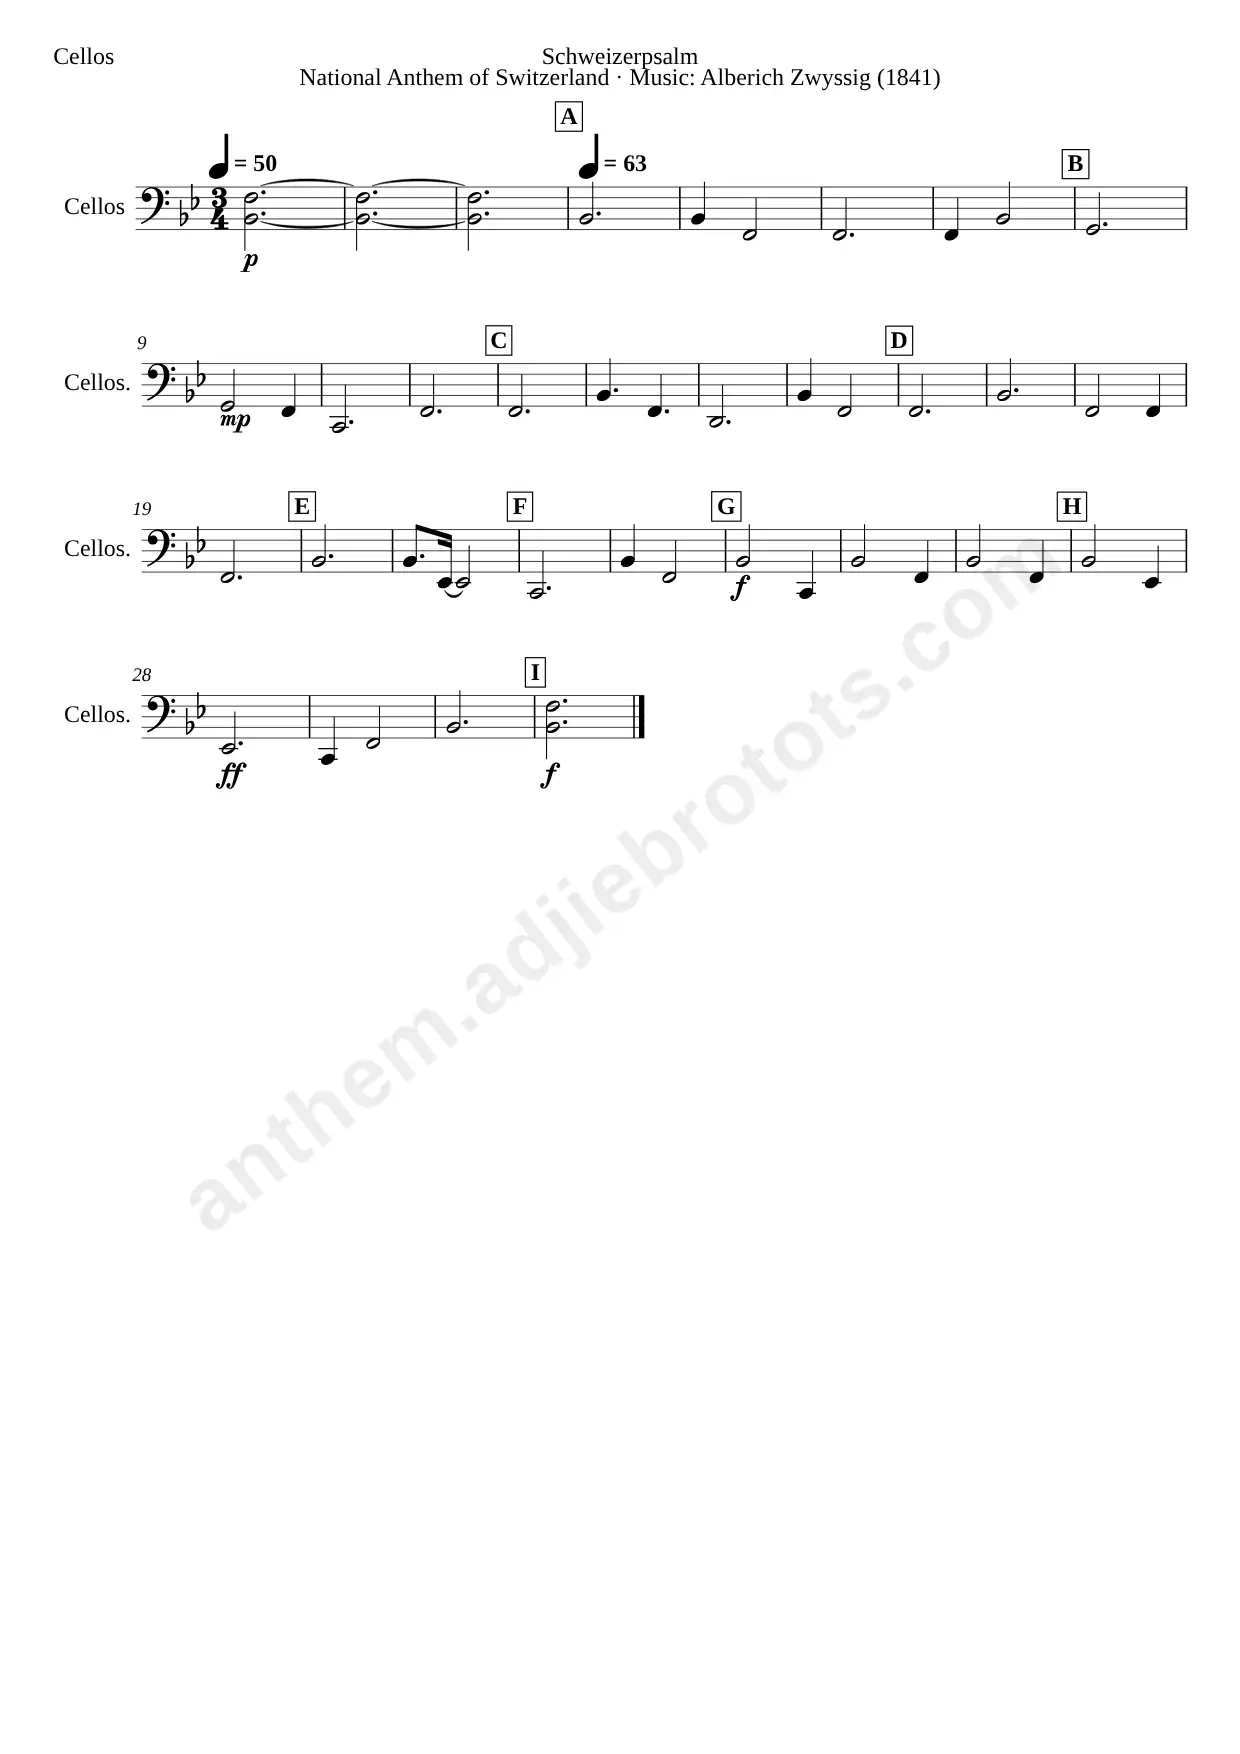 Cellos
Schweizerpsalm
National Anthem of Switzerland · Music: Alberich Zwyssig (1841)
A
= 50
= 63
B
Cellos
3
4
p
9
C
D
Cellos.
mp
19
E
F
G
H
Cellos.
f
28
I
Cellos.
ff
f
anthem.adjiebrotots.com